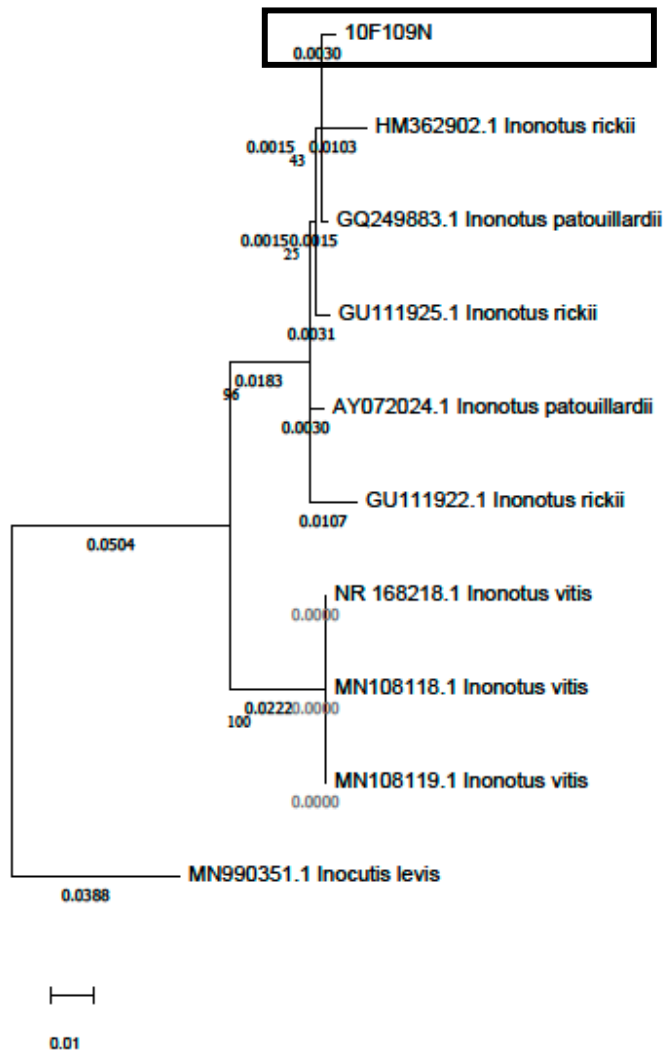 10F109N
0.0030
HM362902.1 Inonotus rickii
0.0015 0.0103
43
GQ249883.1 Inonotus patouillardii
0.00150.0015
25
GU111925.1 Inonotus rickii
0.0031
0.0183
96
AY072024.1 Inonotus patouillardii
0.0030
GU111922.1 Inonotus rickii
0.0107
0.0504
NR 168218.1 Inonotus vitis
0.0000
MN108118.1 Inonotus vitis
0.02220.0000
100
MN108119.1 Inonotus vitis
0.0000
MN990351.1 Inocutis levis
0.0388
0.01